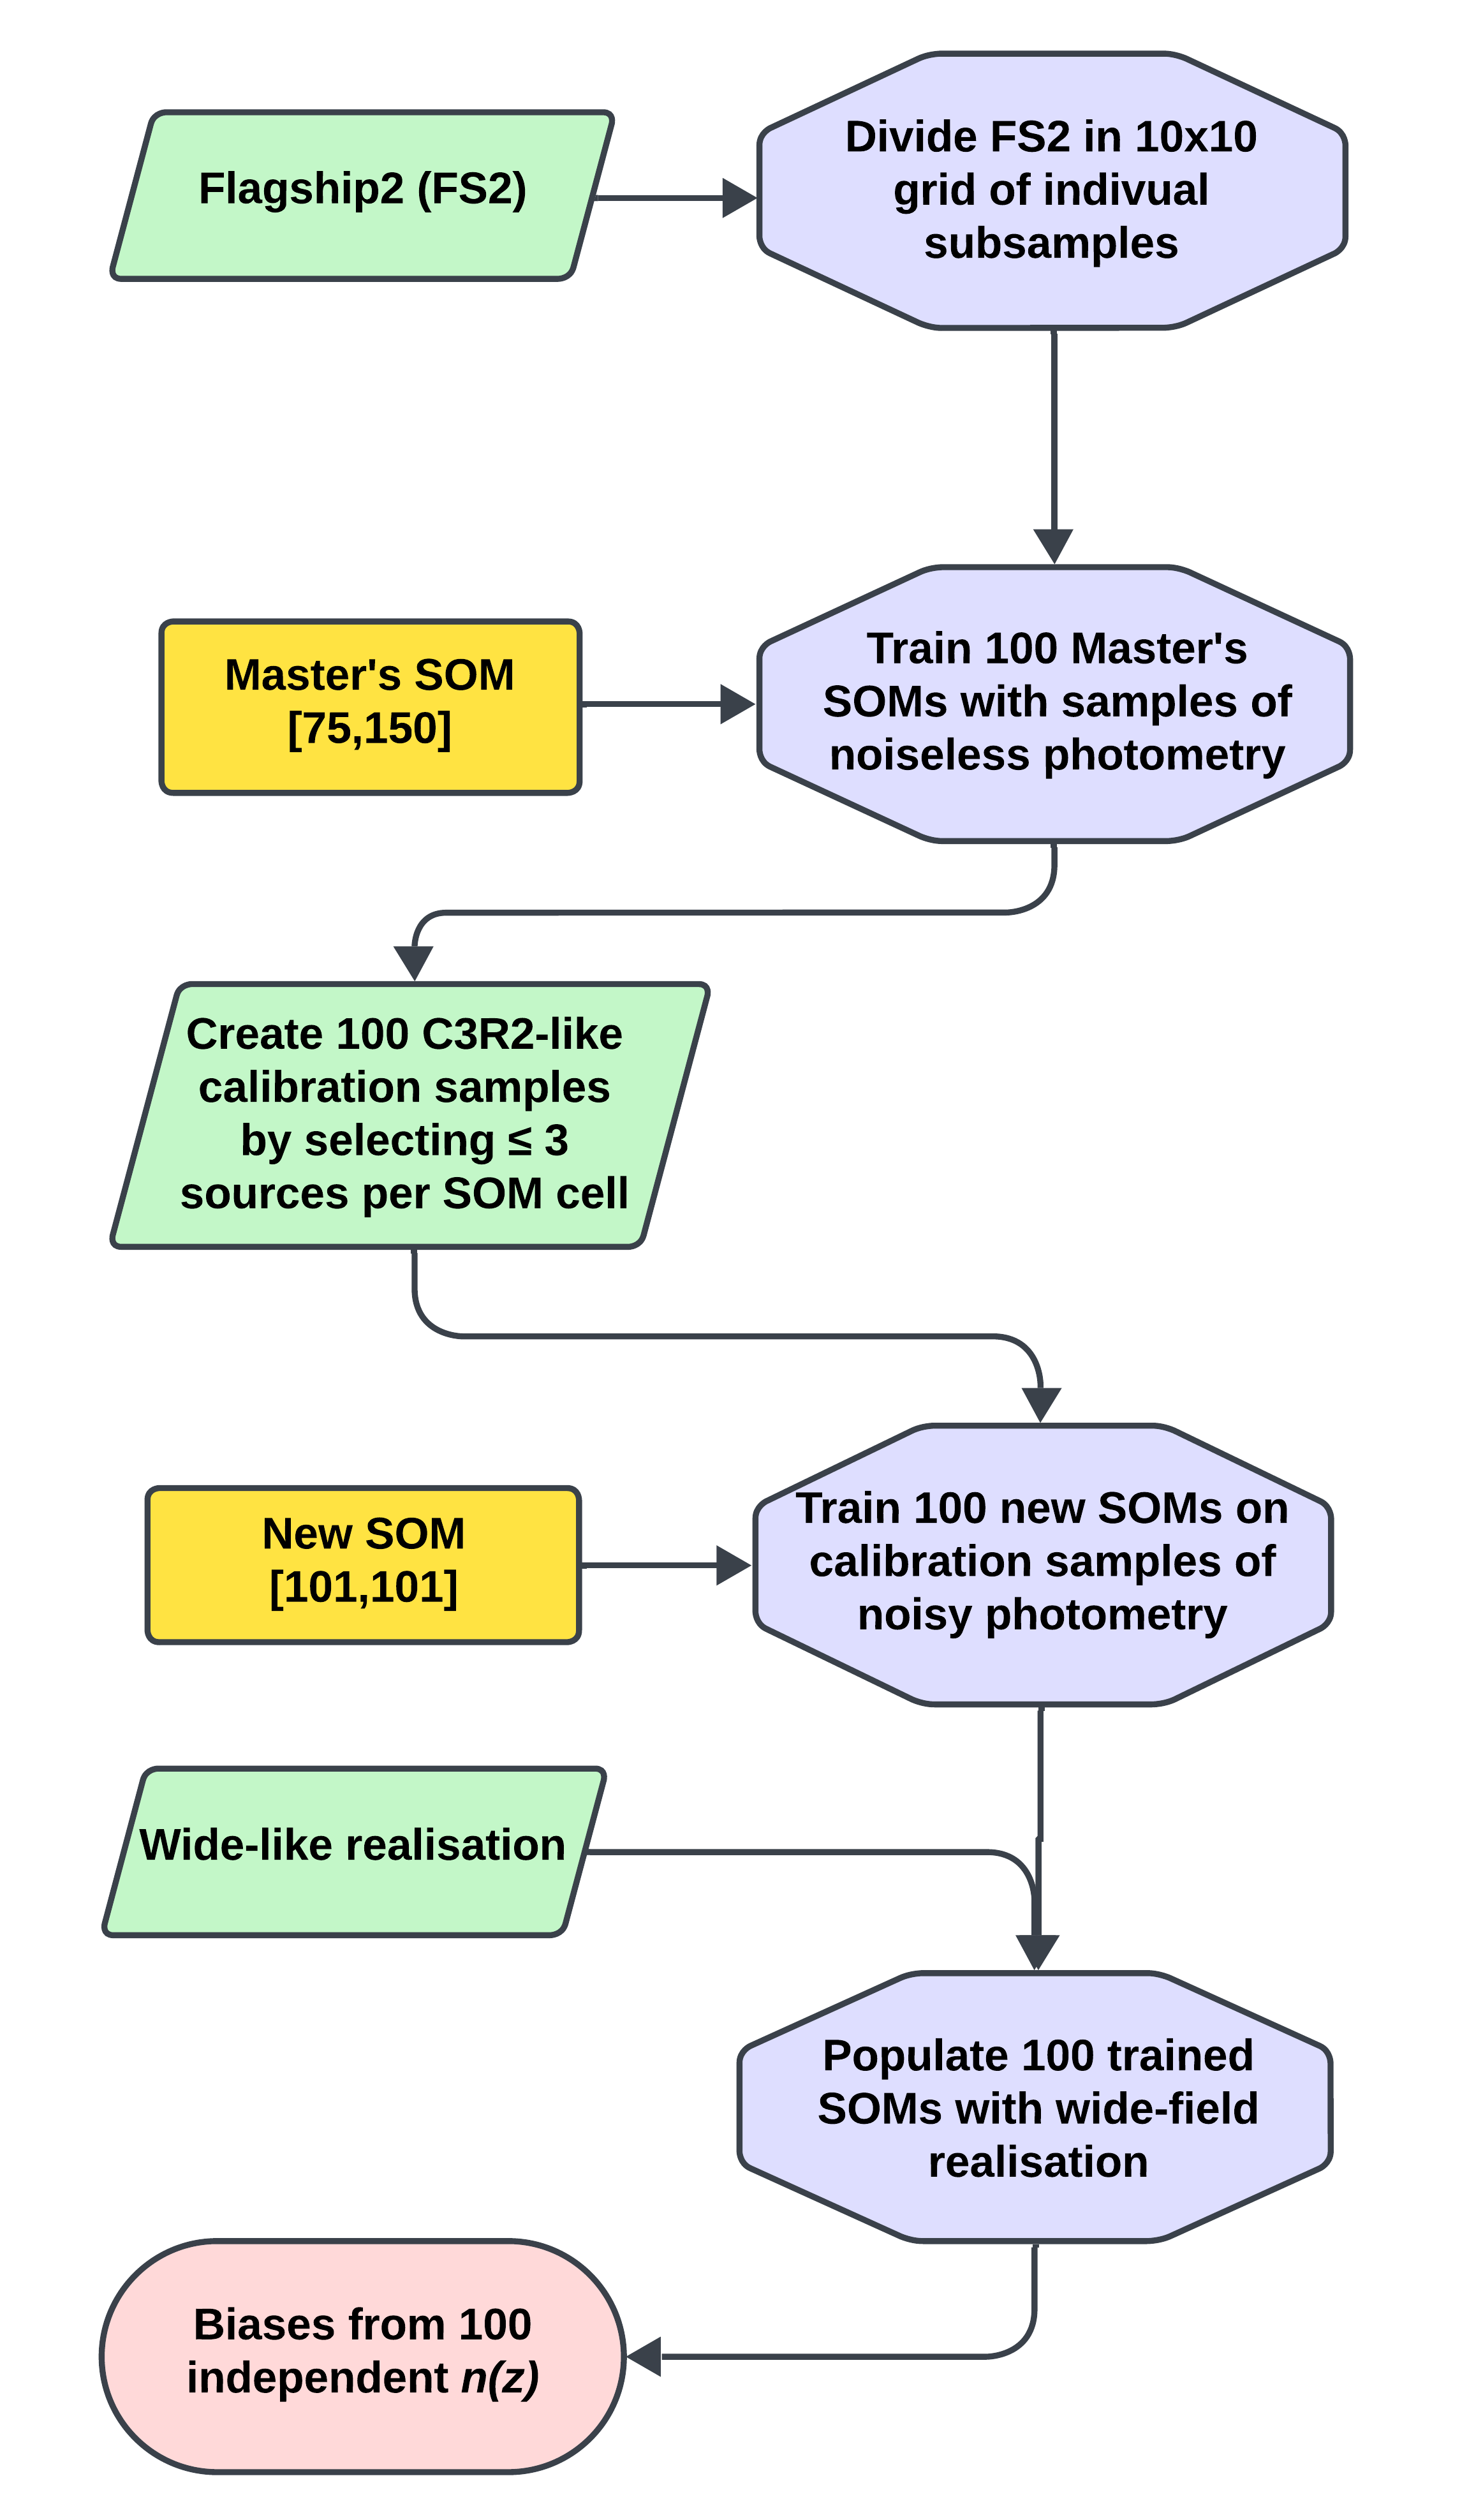 Flagship2 (FS2)
Divide FS2 in 10x10
grid of indivual
subsamples
Master's SOM
[75,150]
Train 100 Master's
SOMs with samples of
noiseless photometry
Create 100 C3R2-like
calibration samples
by selecting ≤ 3
sources per SOM cell
New SOM
[101,101]
Train 100 new SOMs on
calibration samples of
noisy photometry
Wide-like realisation
Populate 100 trained
SOMs with wide-field
realisation
Biases from 100
independent n(z)